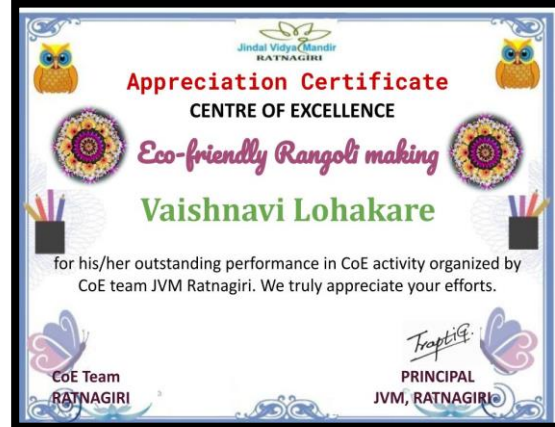 Jindal Vidya Mandir
RATNAGIRI
Appreciation Certificate
CENTRE OF EXCELLENCE
Eco-friendly Rangoli making
Vaishnavi Lohakare
for his/her outstanding performance in CoE activity organized by
CoE team JVM Ratnagiri. We truly appreciate your efforts.
TraptiG.
CoE Team
PRINCIPAL
RATNAGIRI
JVM, RATNAGIRI